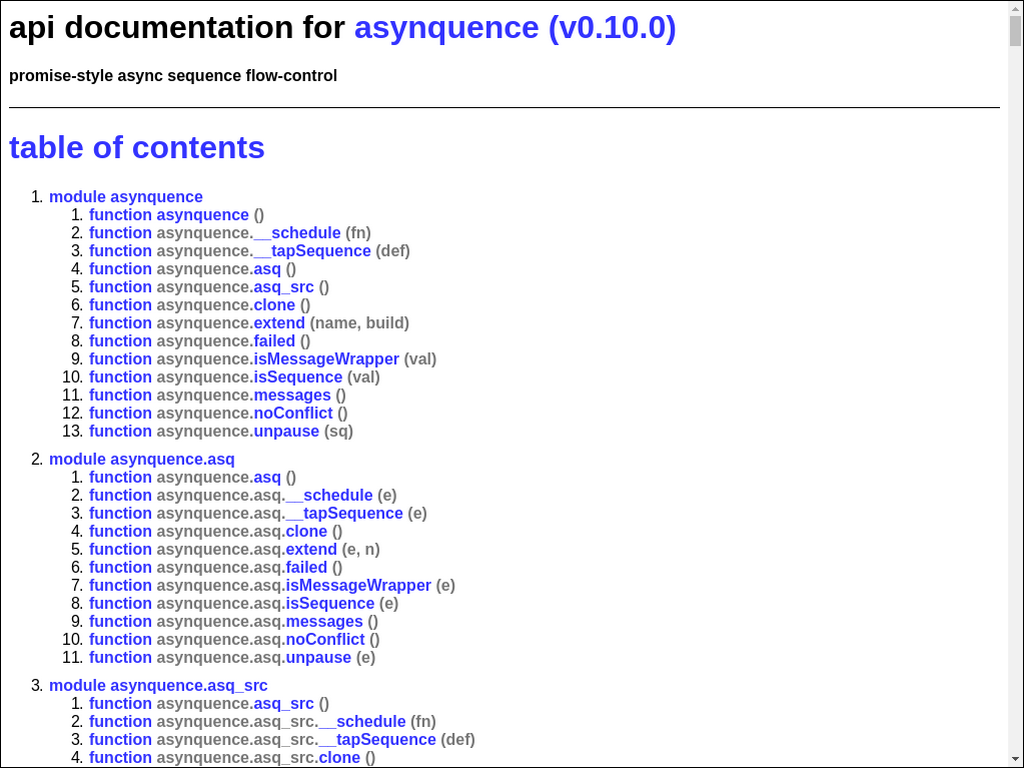 api documentation for asynquence (v0.10.0)
promise-style async sequence flow-control
table of contents
1. module asynquence
1. function asynquence ()
2. function asynquence.__schedule (fn)
3. function asynquence.__tapSequence (def)
4. function asynquence.asq ()
5. function asynquence.asq_src ()
6. function asynquence.clone ()
7. function asynquence.extend (name, build)
8. function asynquence.failed ()
9. function asynquence.isMessageWrapper (val)
10. function asynquence.isSequence (val)
11. function asynquence.messages ()
12. function asynquence.noConflict ()
13. function asynquence.unpause (sq)
2. module asynquence.asq
1. function asynquence.asq ()
2. function asynquence.asq.__schedule (e)
3. function asynquence.asq.__tapSequence (e)
4. function asynquence.asq.clone ()
5. function asynquence.asq.extend (e, n)
6. function asynquence.asq.failed ()
7. function asynquence.asq.isMessageWrapper (e)
8. function asynquence.asq.isSequence (e)
9. function asynquence.asq.messages ()
10. function asynquence.asq.noConflict ()
11. function asynquence.asq.unpause (e)
3. module asynquence.asq_src
1. function asynquence.asq_src ()
2. function asynquence.asq_src.__schedule (fn)
3. function asynquence.asq_src.__tapSequence (def)
4. function asynquence.asq_src.clone ()